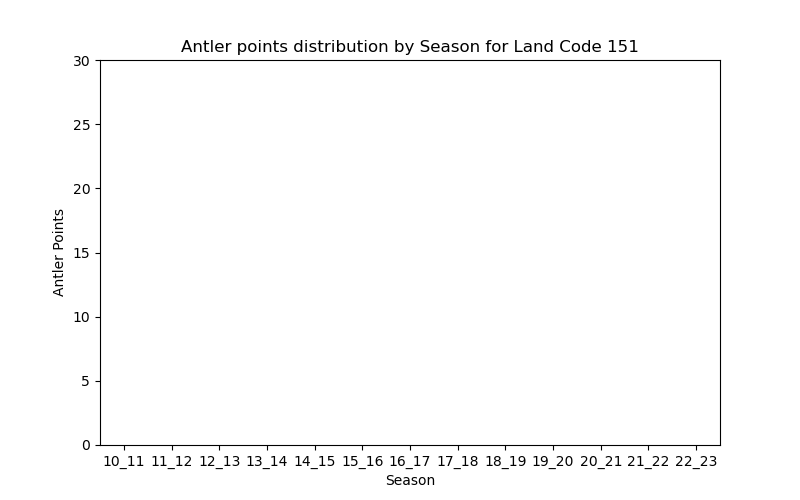 Antler points distribution by Season for Land Code 151
30
25
20
15
10
5
0
Antler Points
10_11 11_12 12_13 13_14 14_15 15_16 16_17 17_18 18_19 19_20 20_21 21_22 22_23
Season